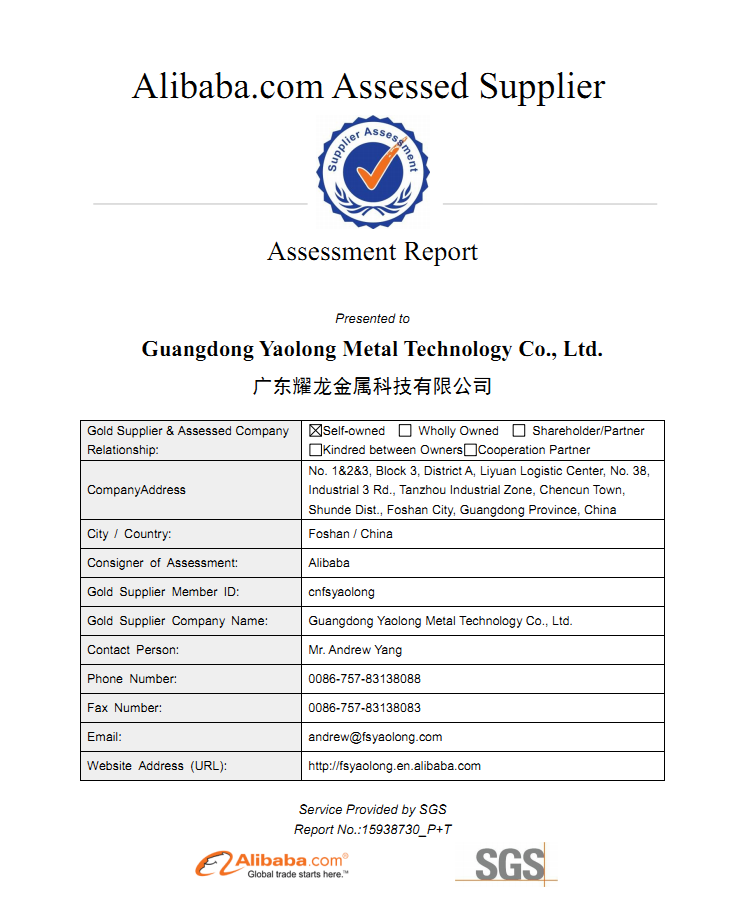 Alibaba.com Assessed Supplier
Supplier Assessment
Assessment Report
Presented to
Guangdong Yaolong Metal Technology Co., Ltd.
广东耀龙金属科技有限公司
Gold Supplier & Assessed Company
Relationship:
Self-owned Wholly Owned Shareholder/Partner
Kindred between Owners Cooperation Partner
CompanyAddress
No. 1&2&3, Block 3, District A, Liyuan Logistic Center, No. 38,
Industrial 3 Rd., Tanzhou Industrial Zone, Chencun Town,
Shunde Dist., Foshan City, Guangdong Province, China
City / Country:
Foshan / China
Consigner of Assessment:
Alibaba
Gold Supplier Member ID:
cnfsyaolong
Gold Supplier Company Name:
Guangdong Yaolong Metal Technology Co., Ltd.
Contact Person:
Mr. Andrew Yang
Phone Number:
0086-757-83138088
Fax Number:
0086-757-83138083
Email:
andrew@fsyaolong.com
Website Address (URL):
http://fsyaolong.en.alibaba.com
Service Provided by SGS
Report No.:15938730_P+T
Alibaba.com®
Global trade starts here.™
SGS